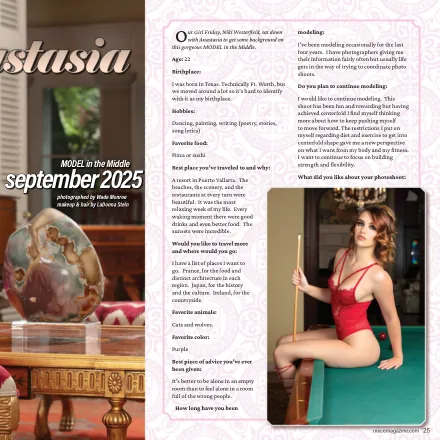 astasia
MODEL in the Middle
september 2025
photographed by Wade Monroe
makeup & hair by LaDonna Stein
Our Girl Friday, Nikki Westerfield, sat down
with Anastasia to get some background on
this gorgeous MODEL in the Middle.
Age: 22
Birthplace:
I was born in Texas. Technically Ft. Worth, but
we moved around a lot so it's hard to identify
with it as my birthplace.
Hobbies:
Dancing, painting, writing (poetry, stories,
song lyrics)
Favorite food:
Pizza or sushi
Best place you've traveled to and why:
A resort in Puerto Vallarta. The
beaches, the scenery, and the
restaurants at every turn were
beautiful. It was the most
relaxing week of my life. Every
waking moment there were good
drinks and even better food. The
sunsets were incredible.
Would you like to travel more
and where would you go:
I have a list of places I want to
go. France, for the food and
distinct architecture in each
region. Japan, for the history
and the culture. Ireland, for the
countryside.
Favorite animals:
Cats and wolves.
Favorite color:
Purple
Best piece of advice you've ever
been given:
It's better to be alone in an empty
room than to feel alone in a room
full of the wrong people.
How long have you been
modeling:
I've been modeling occasionally for the last
four years. I have photographers giving me
their information fairly often but usually life
gets in the way of trying to coordinate photo
shoots.
Do you plan to continue modeling:
I would like to continue modeling. This
shoot has been fun and rewarding but having
achieved centerfold I find myself thinking
more about how to keep pushing myself
to move forward. The restrictions I put on
myself regarding diet and exercise to get into
centerfold shape gave me a new perspective
on what I want from my body and my fitness.
I want to continue to focus on building
strength and flexibility.
What did you like about your photoshoot:
25